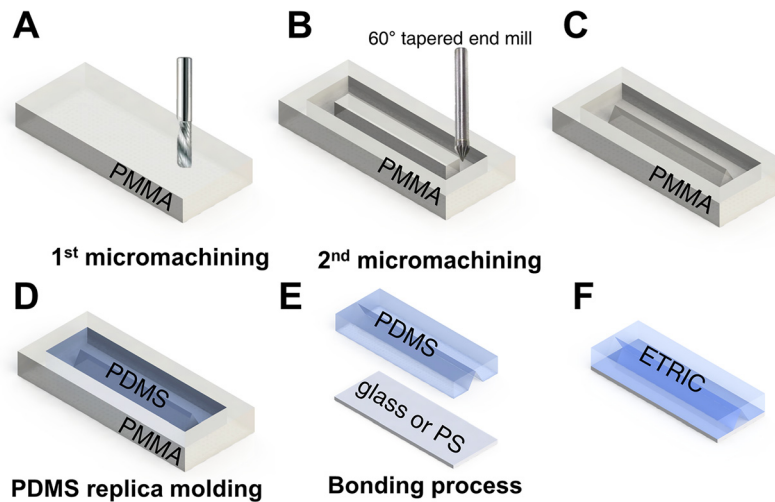 A
B
C
60° tapered end mill
PMMA
PMMA
PMMA
1st micromachining
2nd micromachining
D
E
F
PDMS
PMMA
PDMS
glass or PS
ETRIC
PDMS replica molding
Bonding process